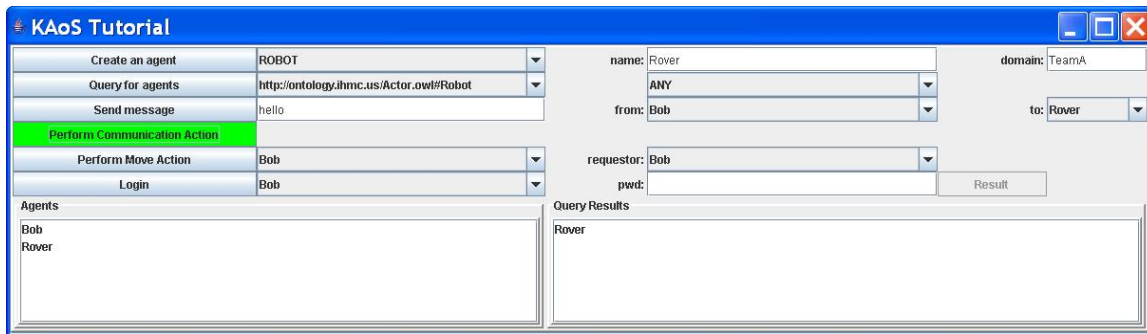 KAoS Tutorial
Create an agent ROBOT name: Rover domain: TeamA
Query for agents http://ontology.ihmc.us/Actor.owl#Robot ANY
Send message hello from: Bob to: Rover
Perform Communication Action
Perform Move Action Bob requestor: Bob
Login Bob pwd: Result
Agents Query Results
Bob Rover
Rover